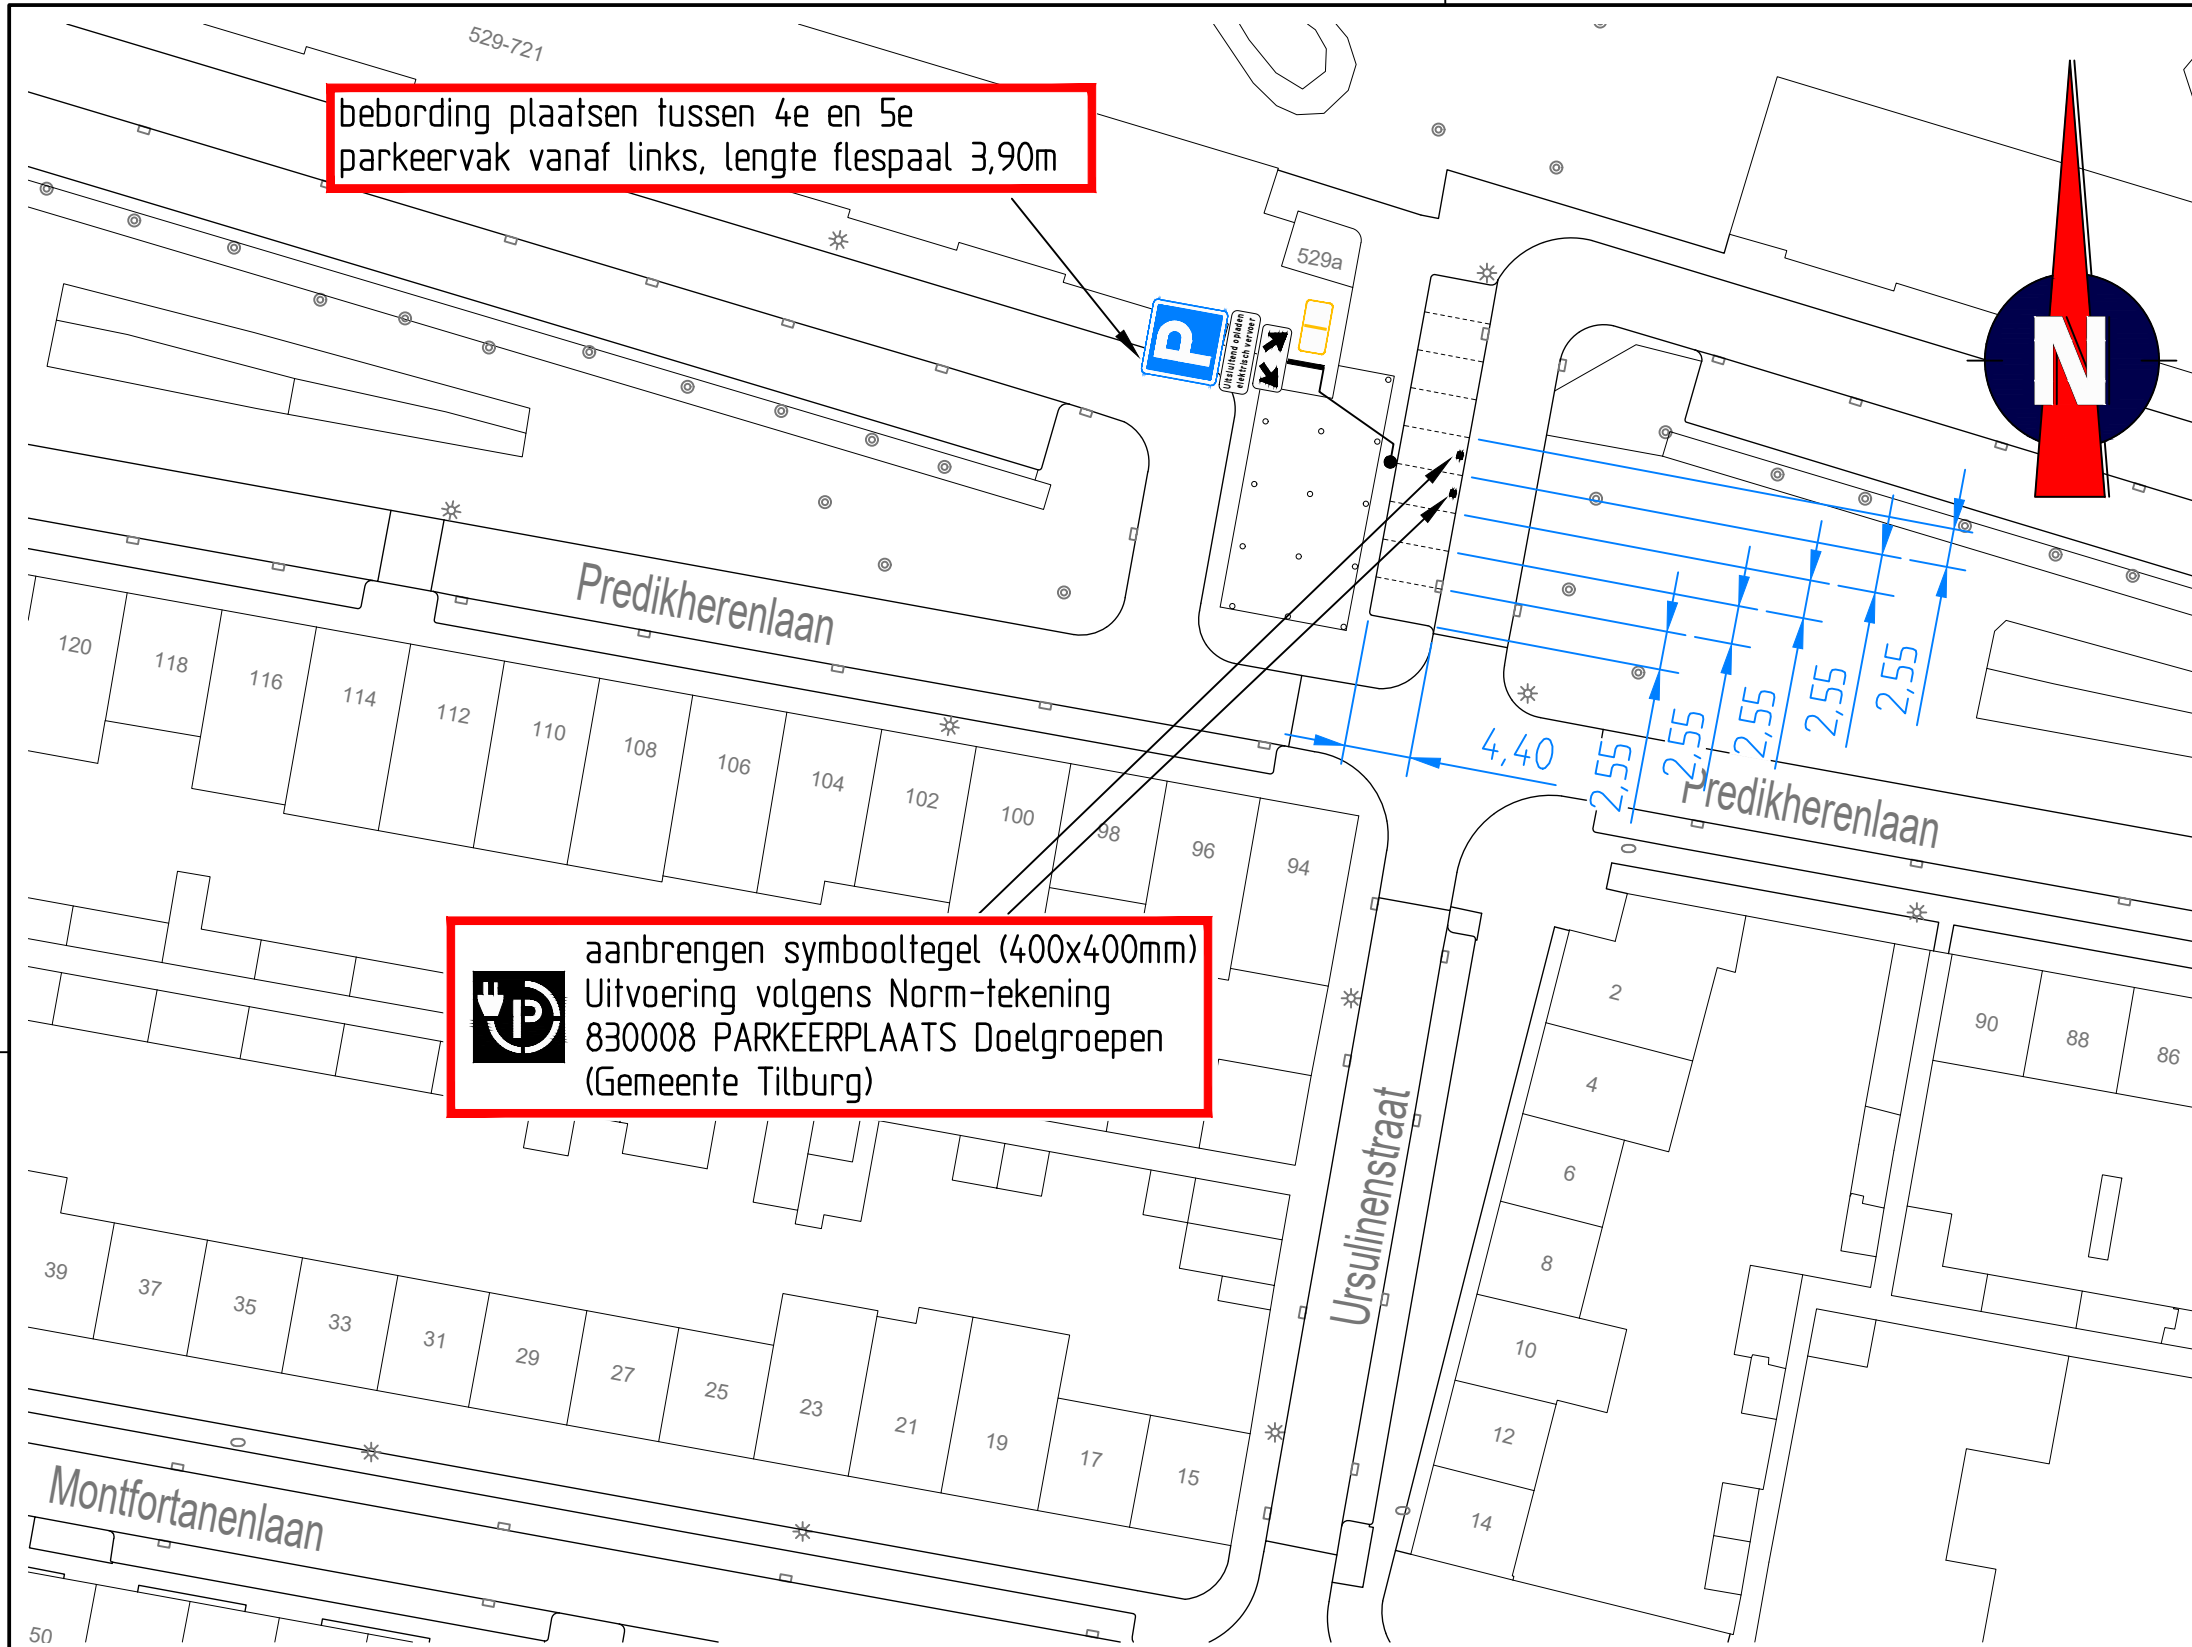 529-721
bebording plaatsen tussen 4e en 5e
parkeervak vanaf links, lengte flespaal 3,90m
529a
P
Uitsluitend opladen
elektrisch vervoer
N
Predikherenlaan
120
118
116
114
112
110
108
106
104
102
100
98
96
94
2,55
2,55
2,55
2,55
2,55
4,40
Predikherenlaan
aanbrengen symbooltegel (400x400mm)
Uitvoering volgens Norm-tekening
830008 PARKEERPLAATS Doelgroepen
(Gemeente Tilburg)
P
2
4
6
8
10
12
14
90
88
86
Ursulinenstraat
39
37
35
33
31
29
27
25
23
21
19
17
15
Montfortanenlaan
50